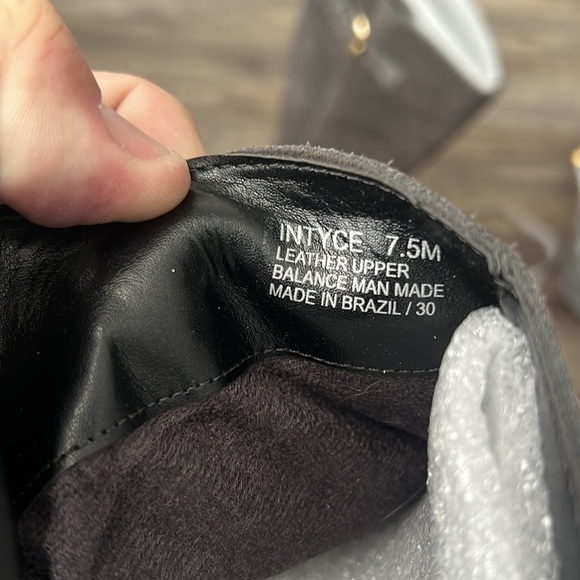 INTYCE 7.5M
LEATHER UPPER
BALANCE MAN MADE
MADE IN BRAZIL / 30